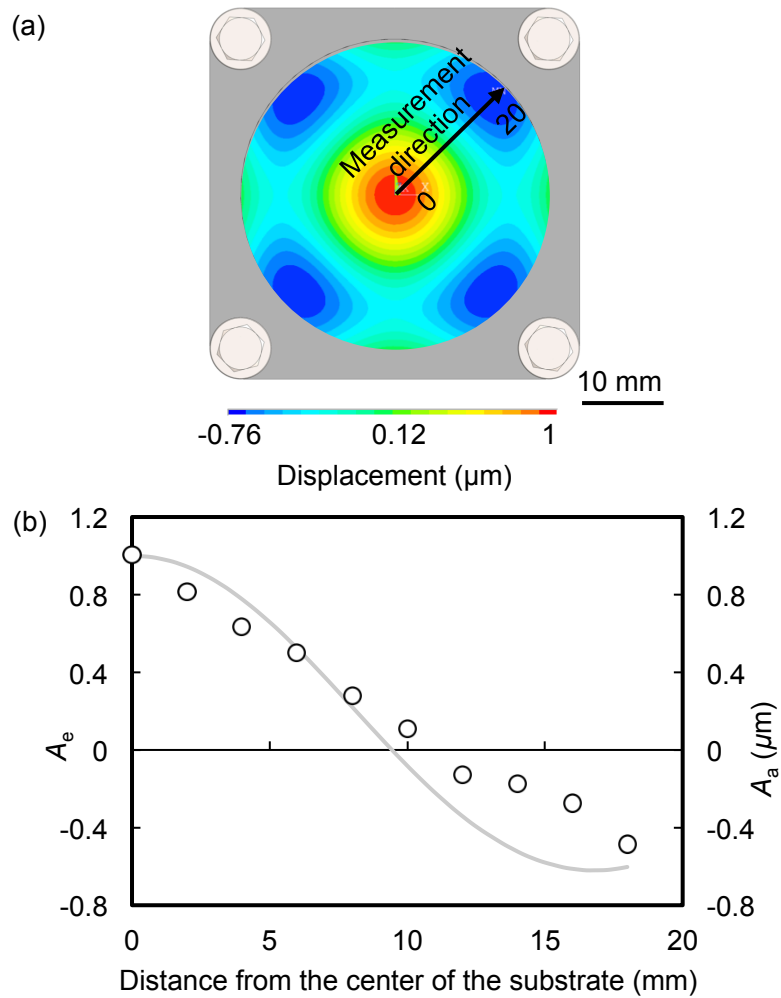 (a)
Measurement
direction
0
20
10 mm
-0.76 0.12 1
Displacement (µm)
(b)
1.2 1.2
0.8 0.8
0.4 0.4
0 0
-0.4 -0.4
-0.8 -0.8
Ae
Aa (µm)
0 5 10 15 20
Distance from the center of the substrate (mm)